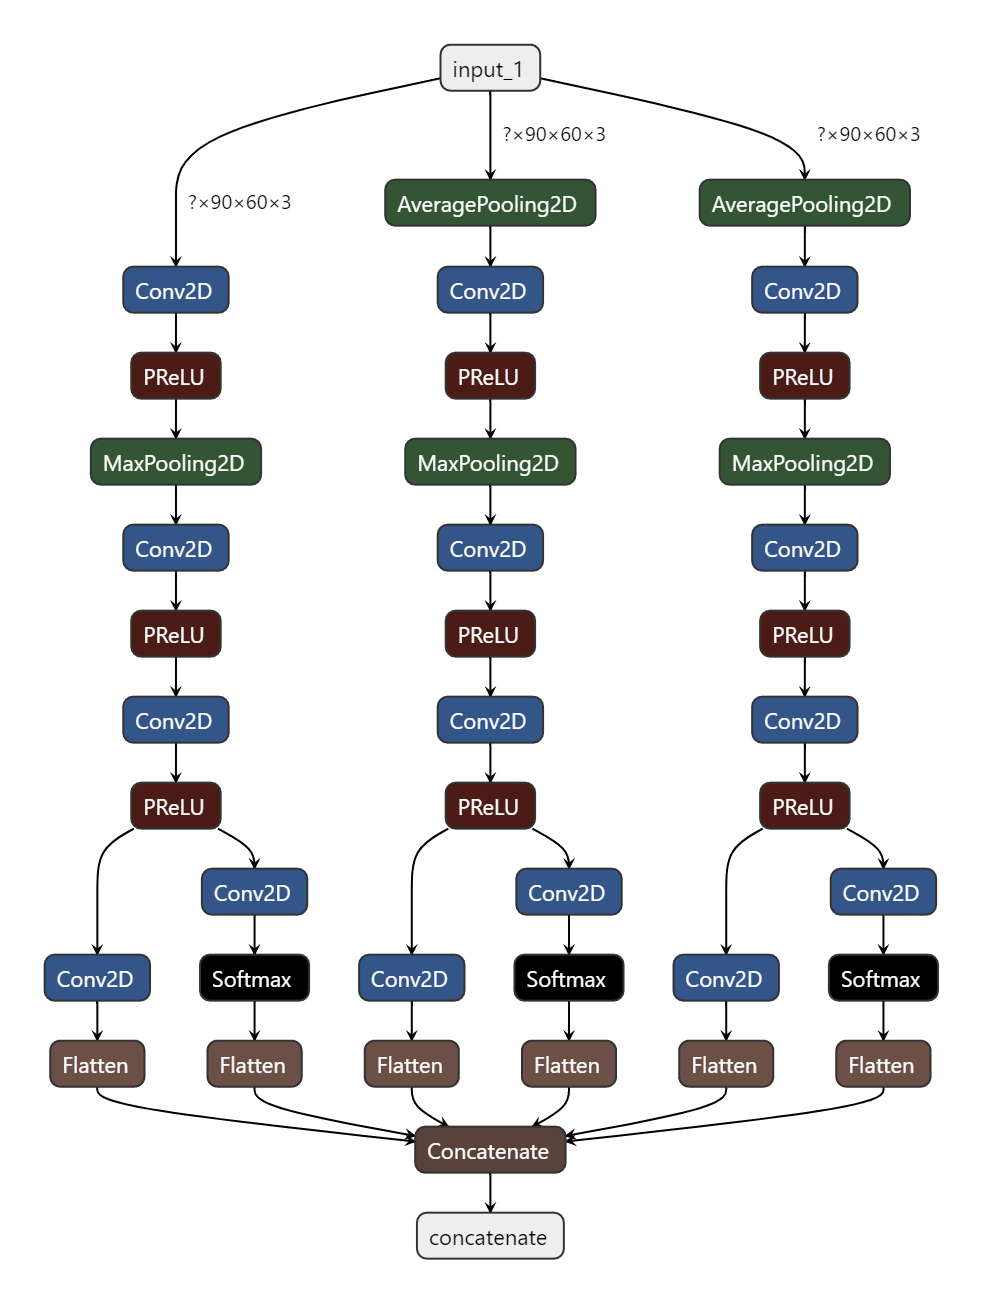 input_1
?×90×60×3
?×90×60×3
?×90×60×3
AveragePooling2D
AveragePooling2D
Conv2D
Conv2D
Conv2D
PReLU
PReLU
PReLU
MaxPooling2D
MaxPooling2D
MaxPooling2D
Conv2D
Conv2D
Conv2D
PReLU
PReLU
PReLU
Conv2D
Conv2D
Conv2D
PReLU
PReLU
PReLU
Conv2D
Conv2D
Conv2D
Conv2D
Softmax
Conv2D
Softmax
Conv2D
Softmax
Flatten
Flatten
Flatten
Flatten
Flatten
Flatten
Concatenate
concatenate